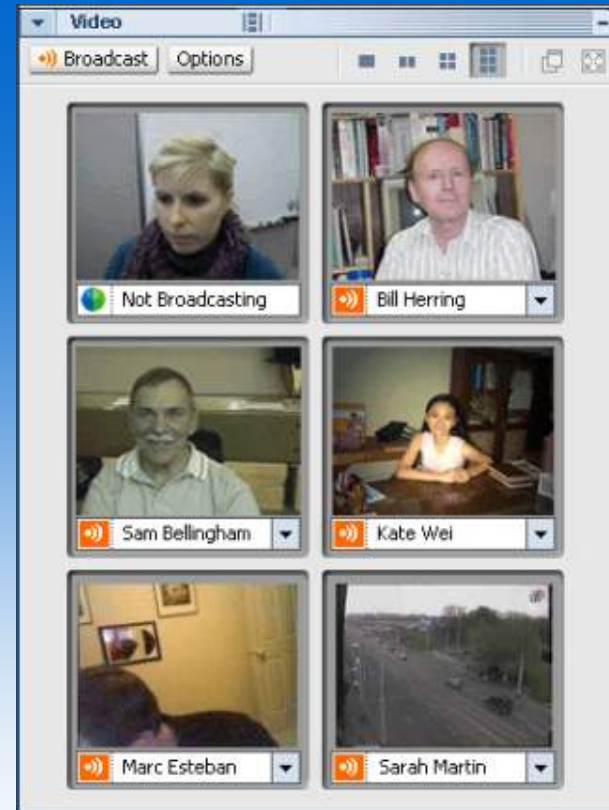 Video
Broadcast Options
Not Broadcasting
Bill Herring
Sam Bellingham
Kate Wei
Marc Esteban
Sarah Martin